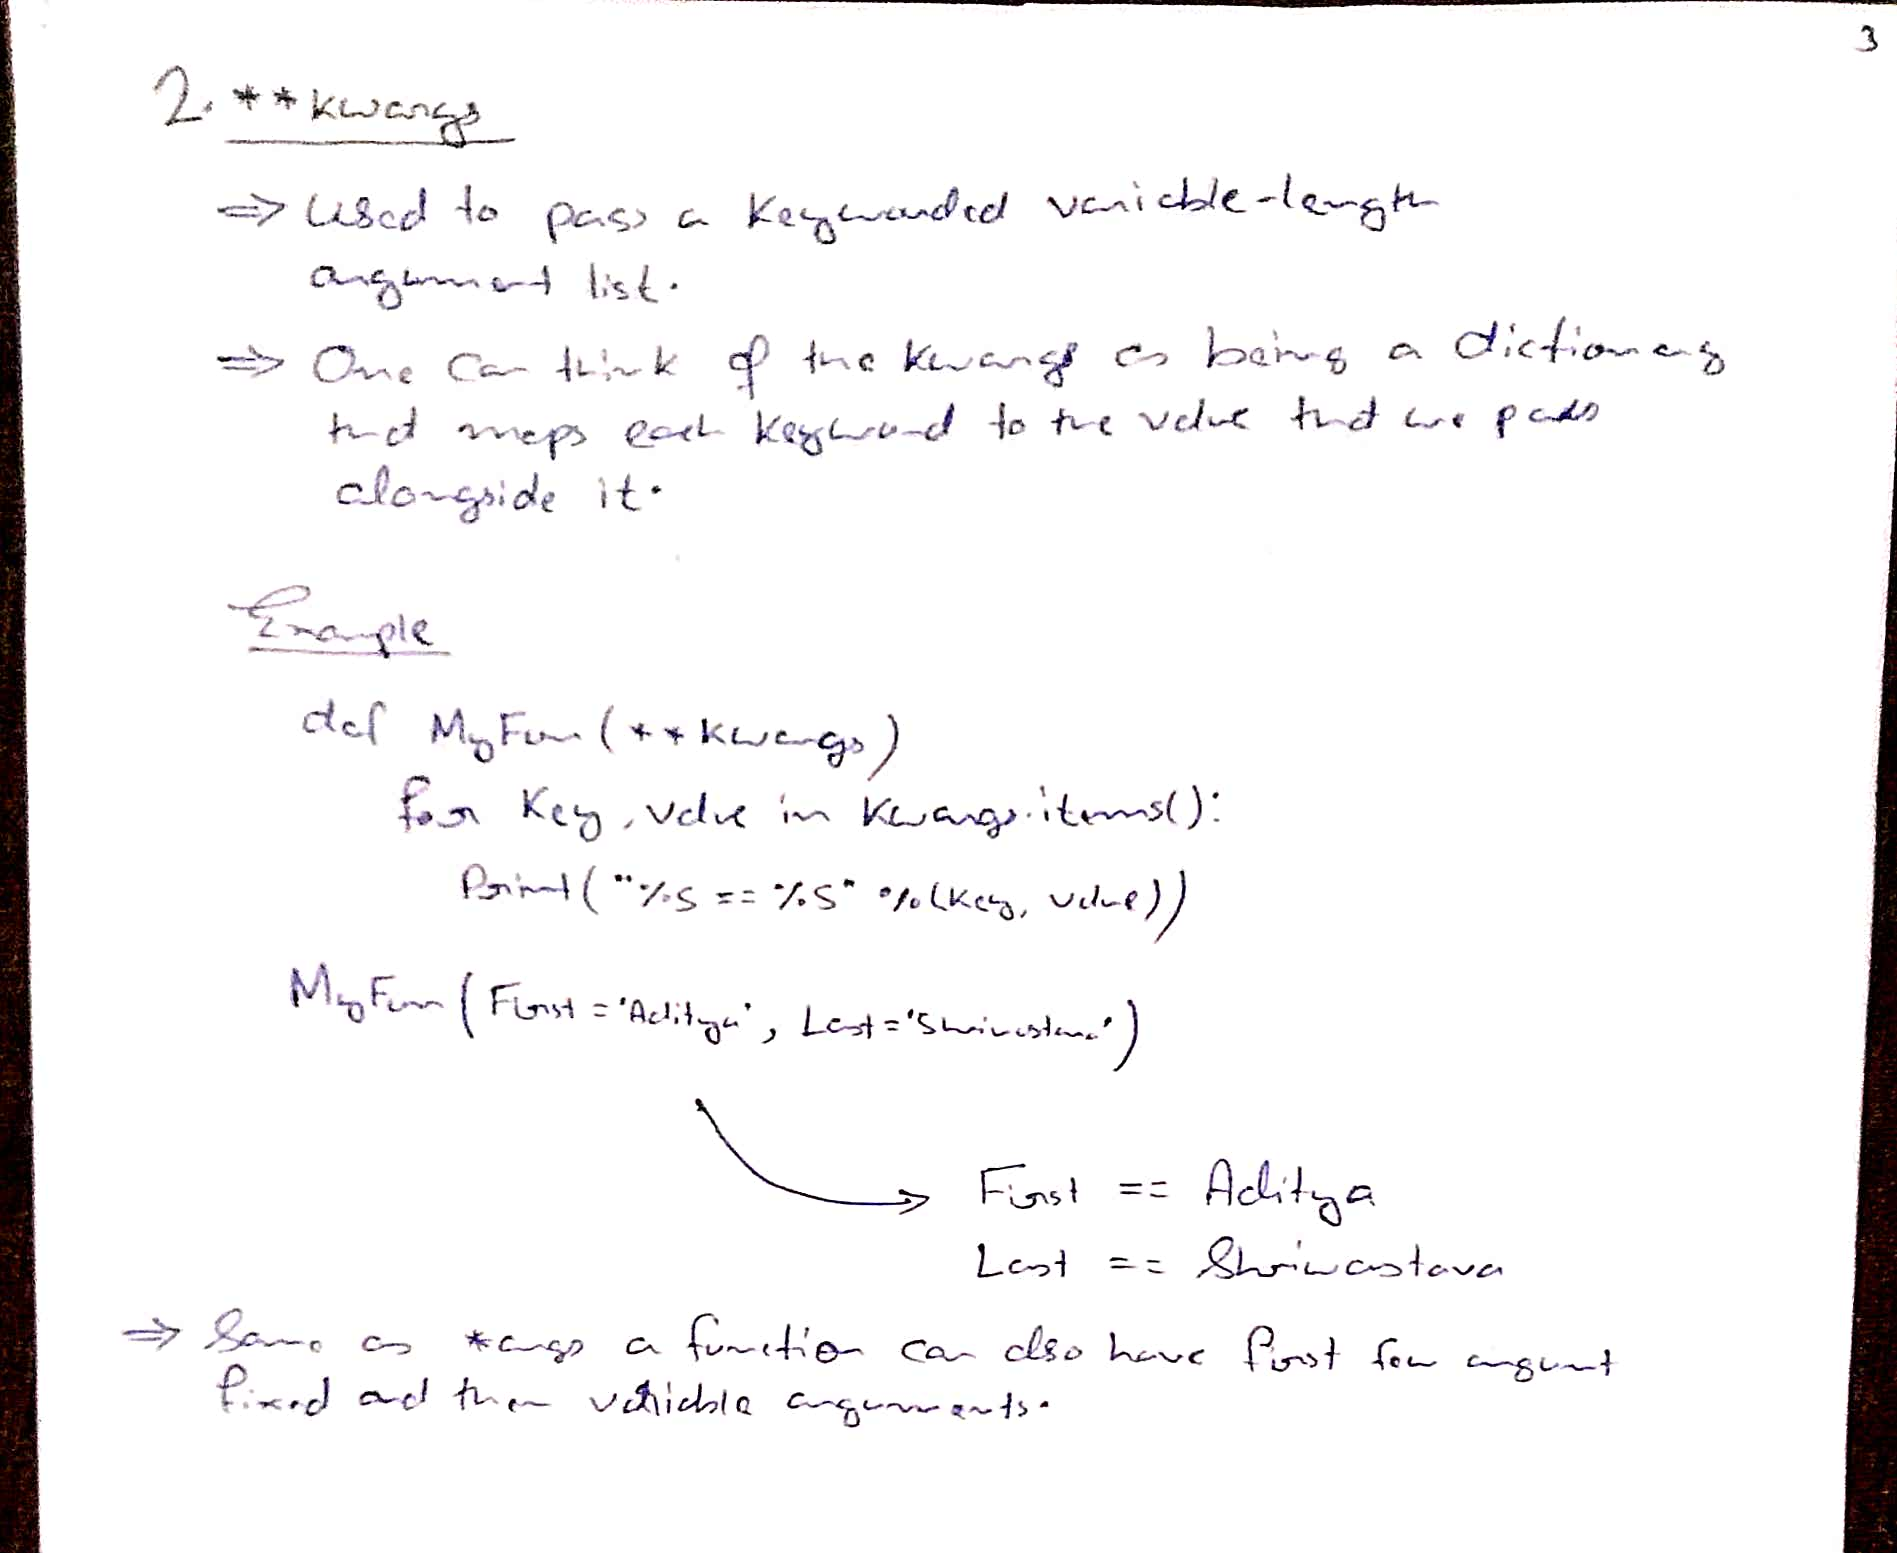 3
2. **kwargs
⇒ Used to pass a keyworded variable-length
argument list.
⇒ One can think of the kwargs as being a dictionary
that maps each keyword to the value that we pass
alongside it.
Example
def MyFun(**kwargs)
for key, value in kwargs.items():
Print("%s == %s" %(key, value))
MyFun(First='Aditya', Last='Shrivastava')
First == Aditya
Last == Shrivastava
⇒ Same as *args a function can also have first few argument
fixed and then variable arguments.